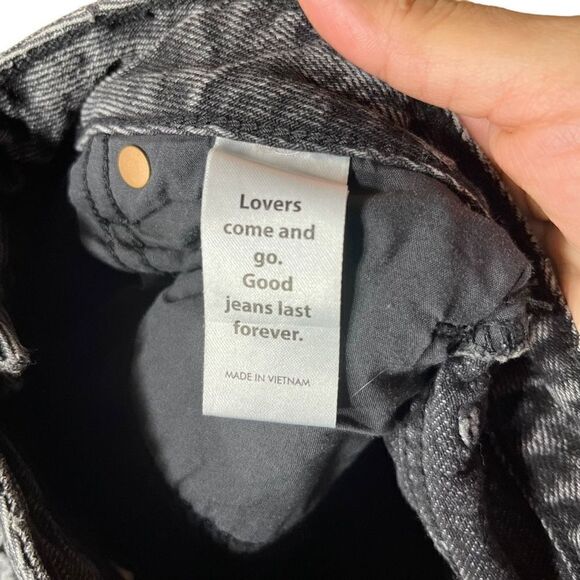 Lovers
come and
go.
Good
jeans last
forever.
MADE IN VIETNAM